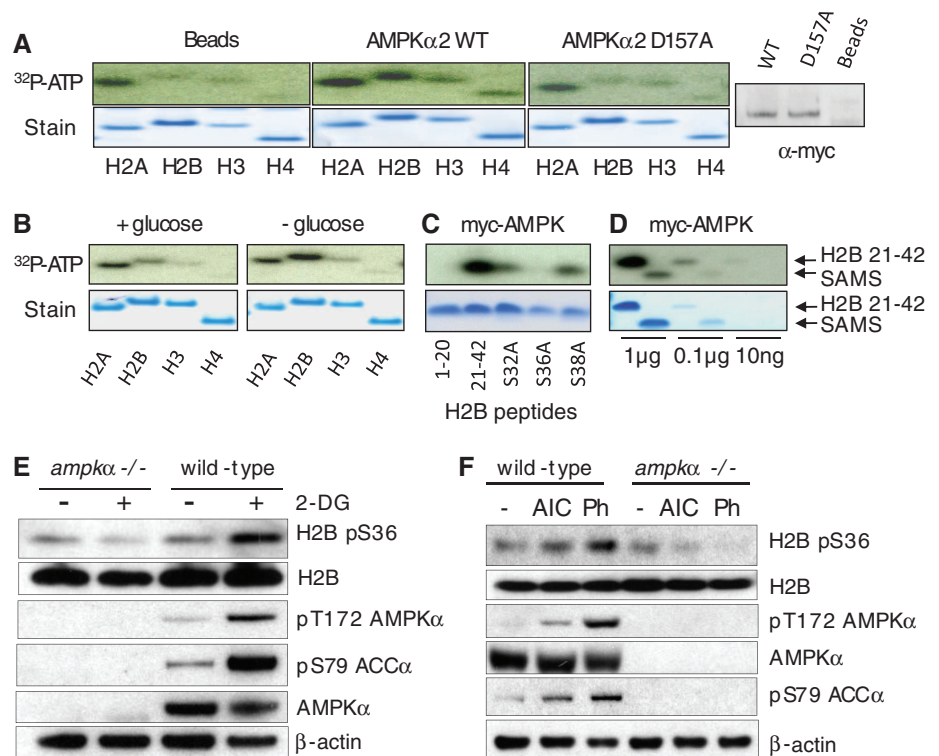 A
Beads
AMPKα2 WT
AMPKα2 D157A
WT
D157A
Beads
³²P-ATP
Stain
H2A H2B H3 H4
H2A H2B H3 H4
H2A H2B H3 H4
α-myc
B
+ glucose
- glucose
³²P-ATP
Stain
H2A H2B H3 H4
H2A H2B H3 H4
C
myc-AMPK
1-20 21-42 S32A S36A S38A
H2B peptides
D
myc-AMPK
H2B 21-42
SAMS
H2B 21-42
SAMS
1µg 0.1µg 10ng
E
ampkα -/- wild-type
- + - + 2-DG
H2B pS36
H2B
pT172 AMPKα
pS79 ACCα
AMPKα
β-actin
F
wild-type ampkα -/-
- AIC Ph - AIC Ph
H2B pS36
H2B
pT172 AMPKα
AMPKα
pS79 ACCα
β-actin